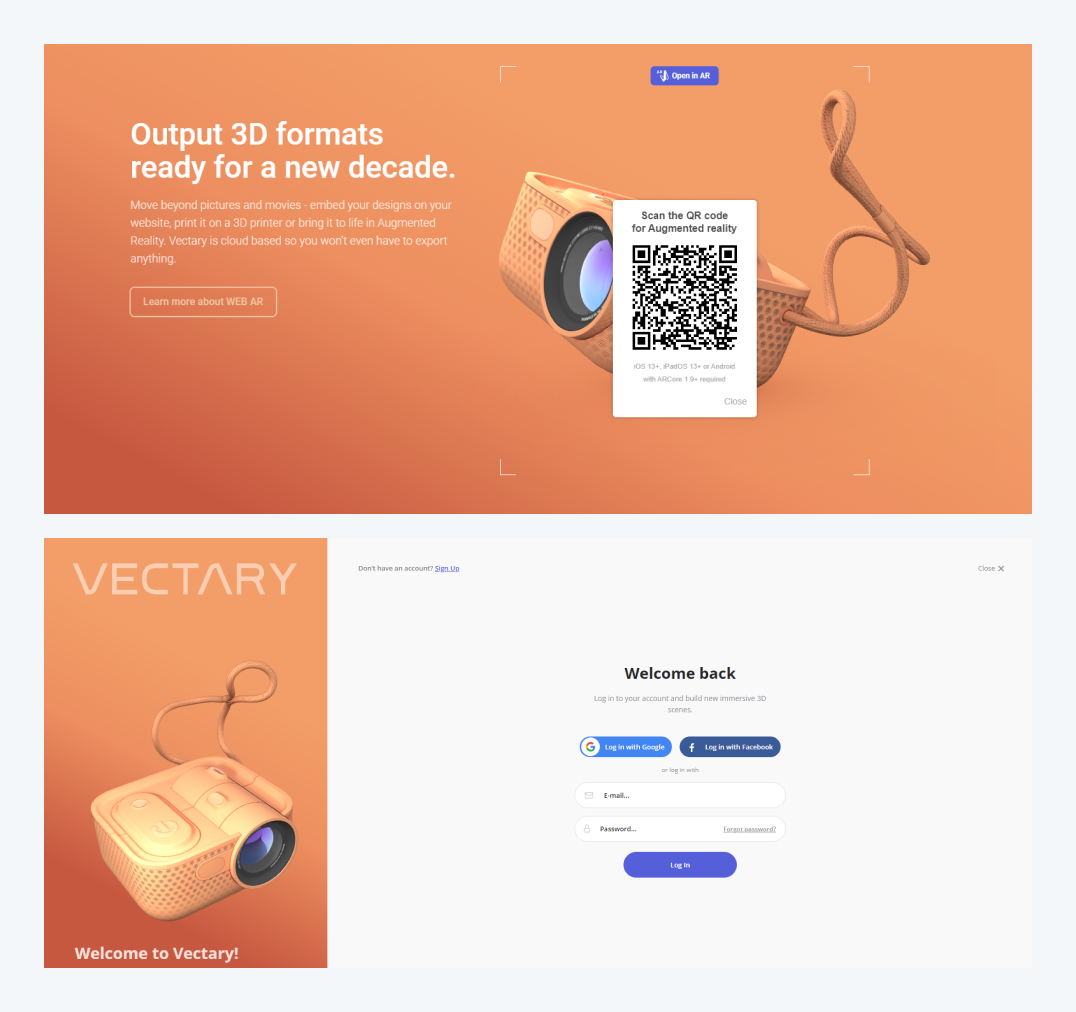 AR Open in AR
Output 3D formats
ready for a new decade.
Move beyond pictures and movies - embed your designs on your
website, print it on a 3D printer or bring it to life in Augmented
Reality. Vectary is cloud based so you won't even have to export
anything.
Learn more about WEB AR
Scan the QR code
for Augmented reality
iOS 13+, iPadOS 13+ or Android
with ARCore 1.9+ required
Close
VECTARY
Welcome to Vectary!
Don't have an account? Sign Up
Close
Welcome back
Log in to your account and build new immersive 3D
scenes.
Log in with Google
Log in with Facebook
or log in with
E-mail...
Password...
Forgot password?
Log In